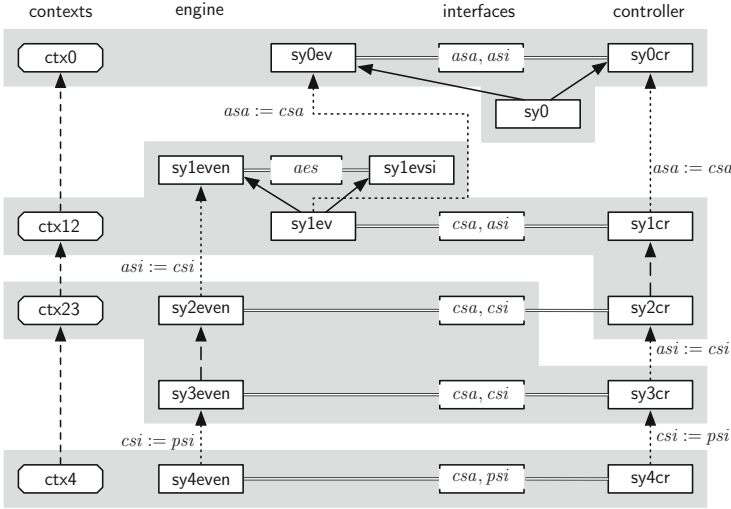 contexts engine interfaces controller
ctx0 sy0ev asa, asi sy0cr
asa := csa sy0
sy1even aes sy1evsi asa := csa
ctx12 sy1ev csa, asi sy1cr
asi := csi
ctx23 sy2even csa, csi sy2cr
asi := csi
sy3even csa, csi sy3cr
csi := psi csi := psi
ctx4 sy4even csa, psi sy4cr